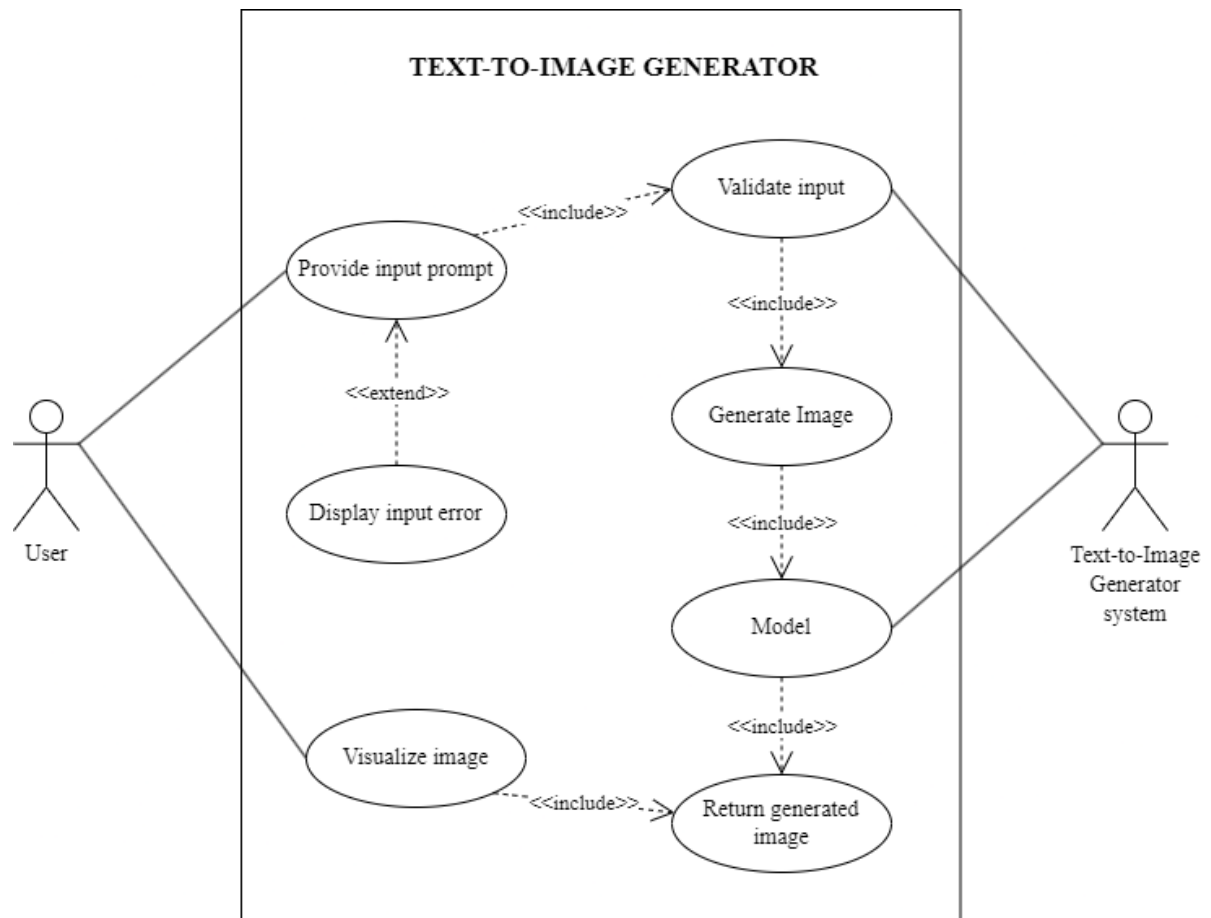 TEXT-TO-IMAGE GENERATOR
Validate input
<<include>>
Provide input prompt
<<include>>
<<extend>>
Generate Image
Display input error
<<include>>
User
Text-to-Image
Generator
system
Model
<<include>>
Visualize image
<<include>>
Return generated
image